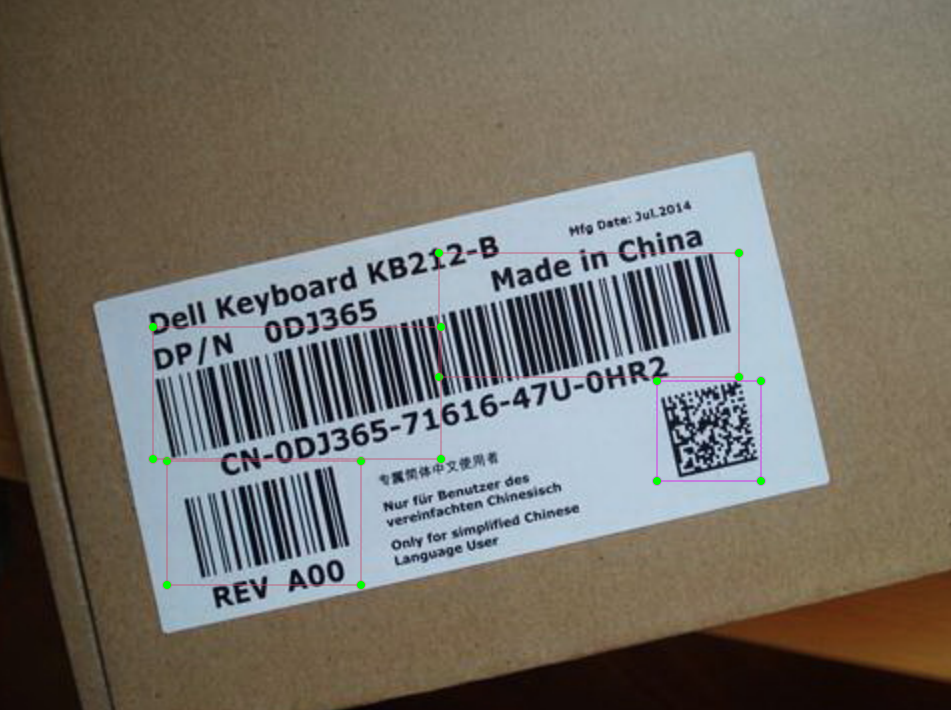 Dell Keyboard KB212-B
Mfg Date: Jul.2014
DP/N 0DJ365
Made in China
CN-0DJ365-71616-47U-0HR2
专属简体中文使用者
Nur für Benutzer des
vereinfachten Chinesisch
Only for simplified Chinese
Language User
REV A00